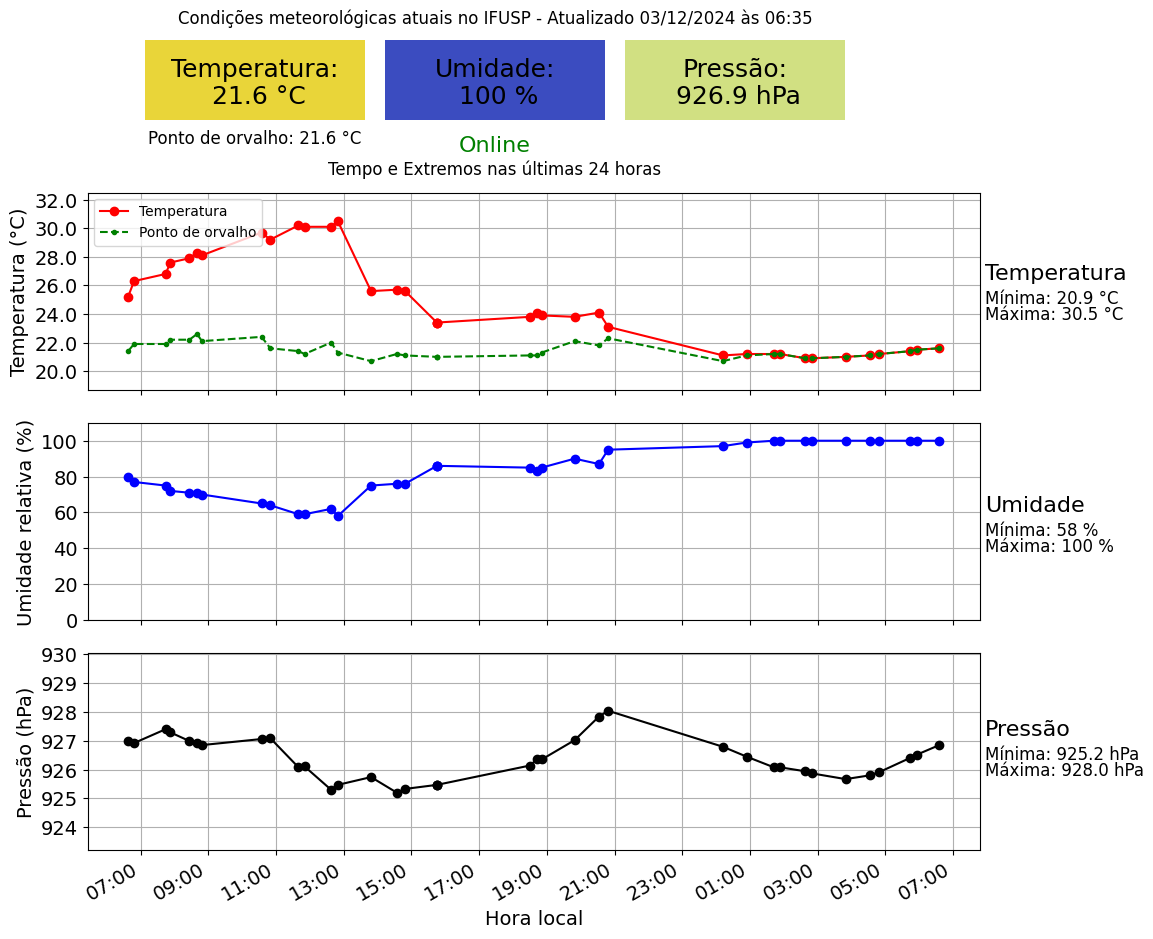 Condições meteorológicas atuais no IFUSP - Atualizado 03/12/2024 às 06:35
Temperatura:
21.6 °C
Umidade:
100 %
Pressão:
926.9 hPa
Ponto de orvalho: 21.6 °C
Online
Tempo e Extremos nas últimas 24 horas
Temperatura (°C)
32.0
30.0
28.0
26.0
24.0
22.0
20.0
Temperatura
Ponto de orvalho
Temperatura
Mínima: 20.9 °C
Máxima: 30.5 °C
Umidade relativa (%)
100
80
60
40
20
0
Umidade
Mínima: 58 %
Máxima: 100 %
Pressão (hPa)
930
929
928
927
926
925
924
Pressão
Mínima: 925.2 hPa
Máxima: 928.0 hPa
07:00 09:00 11:00 13:00 15:00 17:00 19:00 21:00 23:00 01:00 03:00 05:00 07:00
Hora local